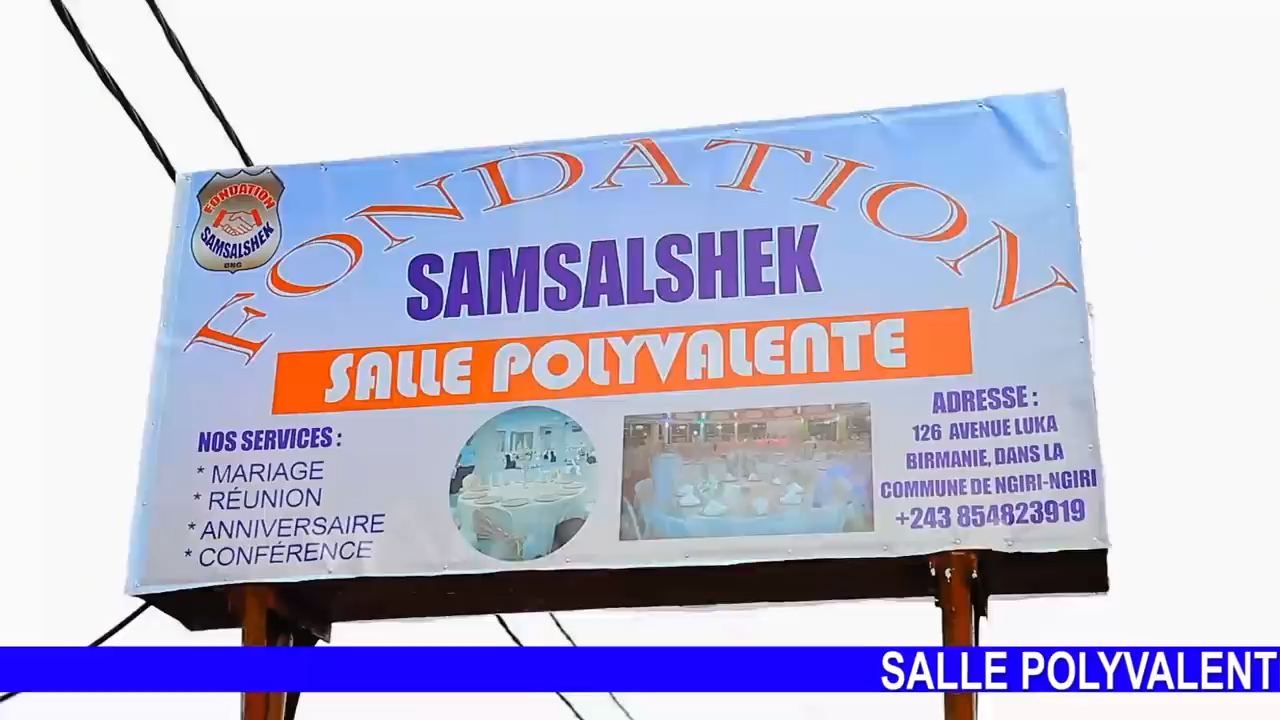 FONDATION
SAMSALSHEK
ONG
FONDATION
SAMSALSHEK
SALLE POLYVALENTE
NOS SERVICES :
* MARIAGE
* RÉUNION
* ANNIVERSAIRE
* CONFÉRENCE
ADRESSE :
126 AVENUE LUKA
BIRMANIE, DANS LA
COMMUNE DE NGIRI-NGIRI
+243 854823919
SALLE POLYVALENT